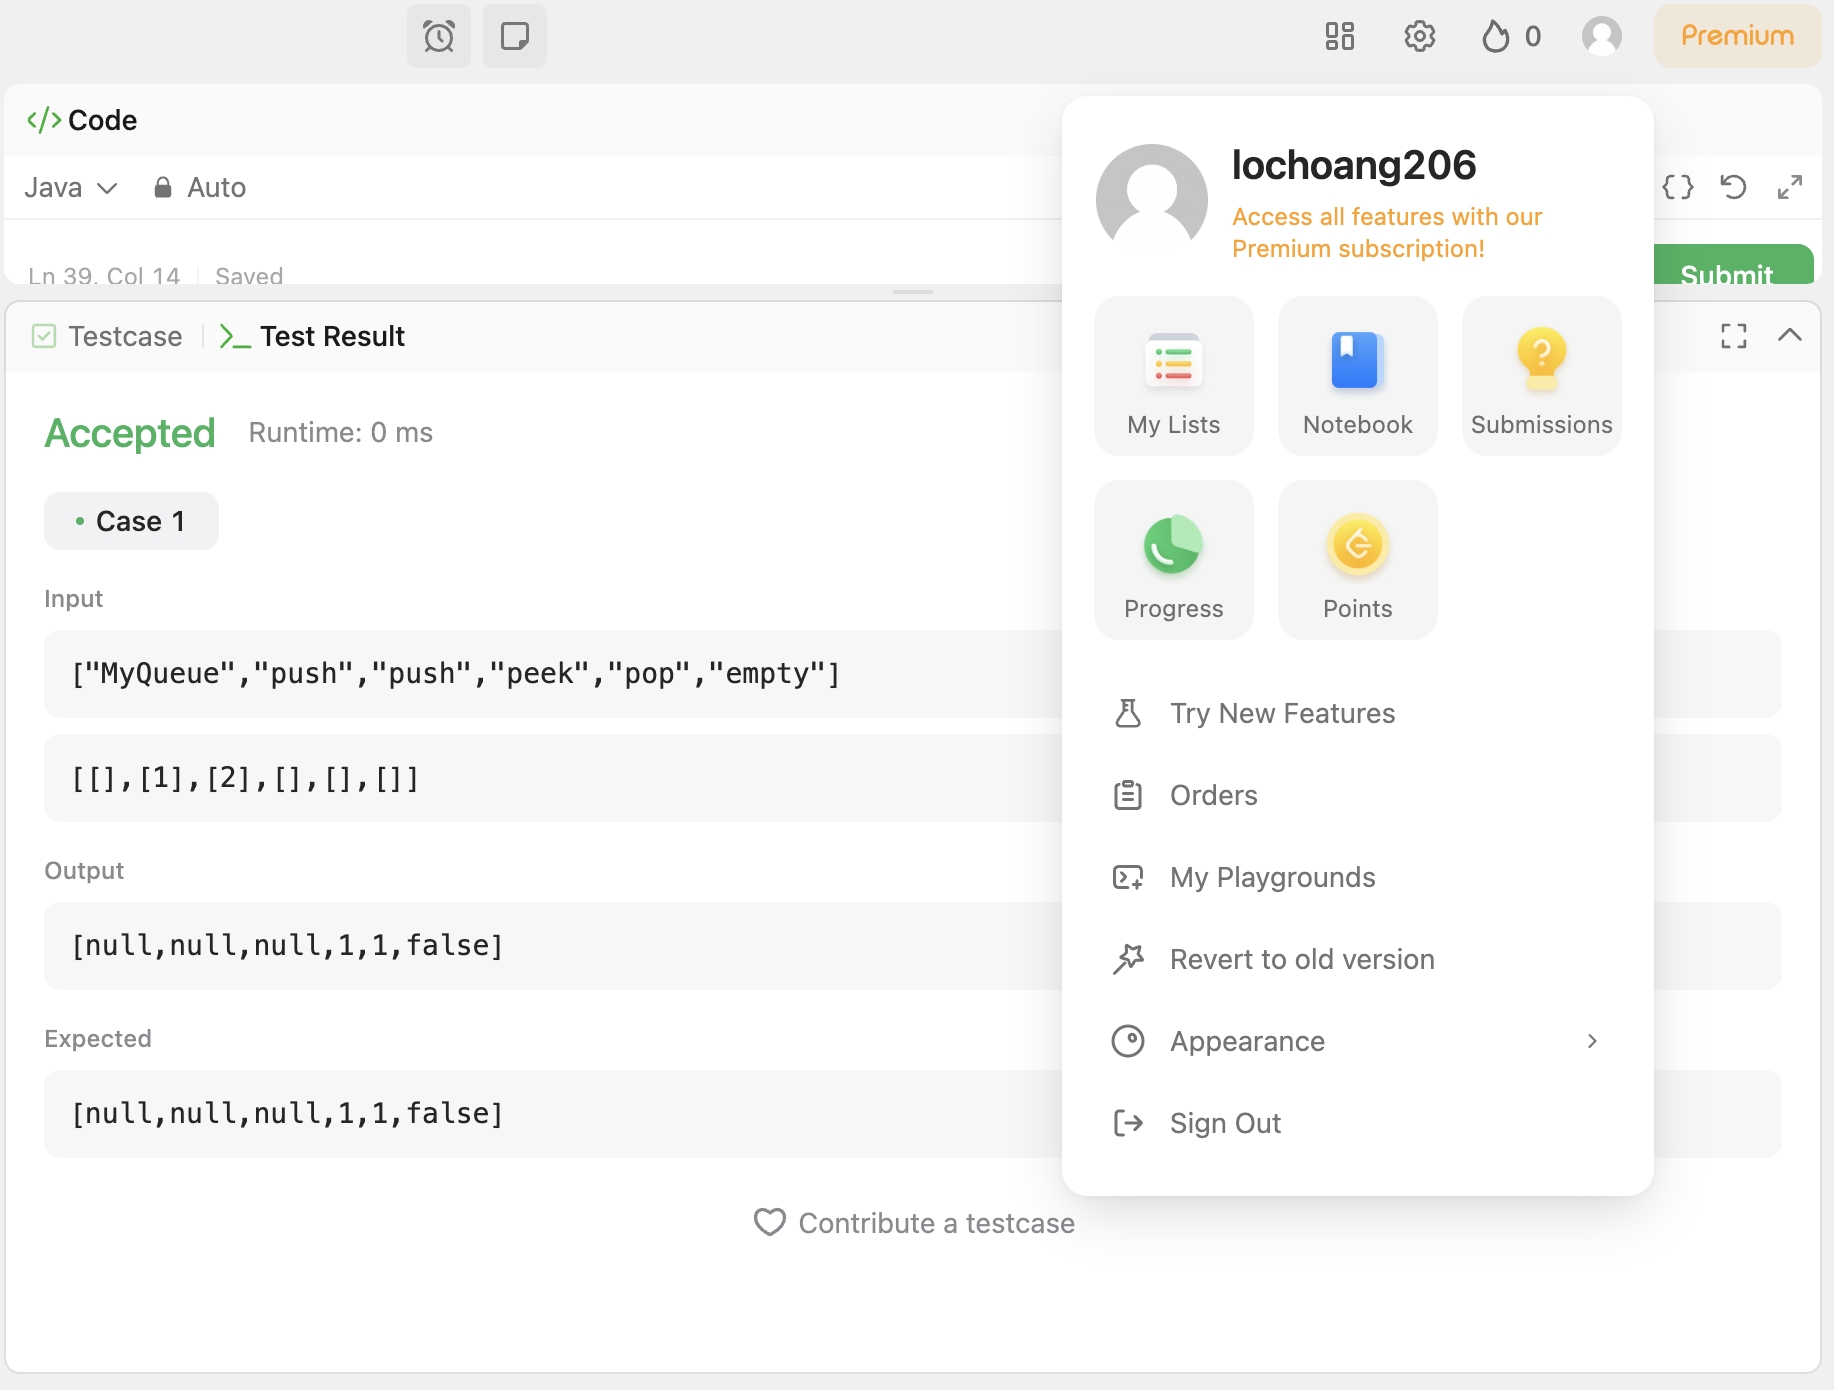 0
Premium
</> Code
Java
Auto
Ln 39, Col 14
Saved
Submit
Testcase
Test Result
Accepted
Runtime: 0 ms
Case 1
Input
["MyQueue","push","push","peek","pop","empty"]
[[],[1],[2],[],[],[]]
Output
[null,null,null,1,1,false]
Expected
[null,null,null,1,1,false]
Contribute a testcase
lochoang206
Access all features with our
Premium subscription!
My Lists
Notebook
Submissions
Progress
Points
Try New Features
Orders
My Playgrounds
Revert to old version
Appearance
Sign Out